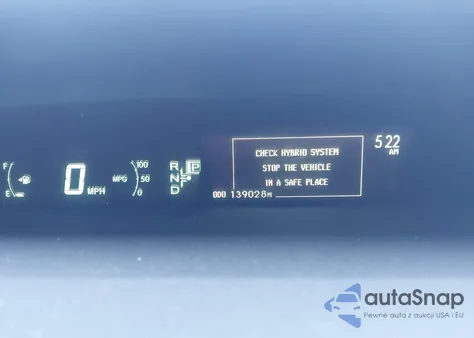 F
E
0 MPH
MPG
100
50
0
R
N
D
P
CHECK HYBRID SYSTEM
STOP THE VEHICLE
IN A SAFE PLACE
ODO 139028M
5:22
AM
autaSnap
Pewne auta z aukcji USA i EU